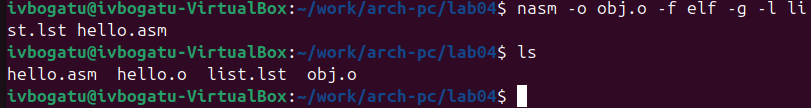 ivbogatu@ivbogatu-VirtualBox:~/work/arch-pc/lab04$ nasm -o obj.o -f elf -g -l li
st.lst hello.asm
ivbogatu@ivbogatu-VirtualBox:~/work/arch-pc/lab04$ ls
hello.asm  hello.o  list.lst  obj.o
ivbogatu@ivbogatu-VirtualBox:~/work/arch-pc/lab04$